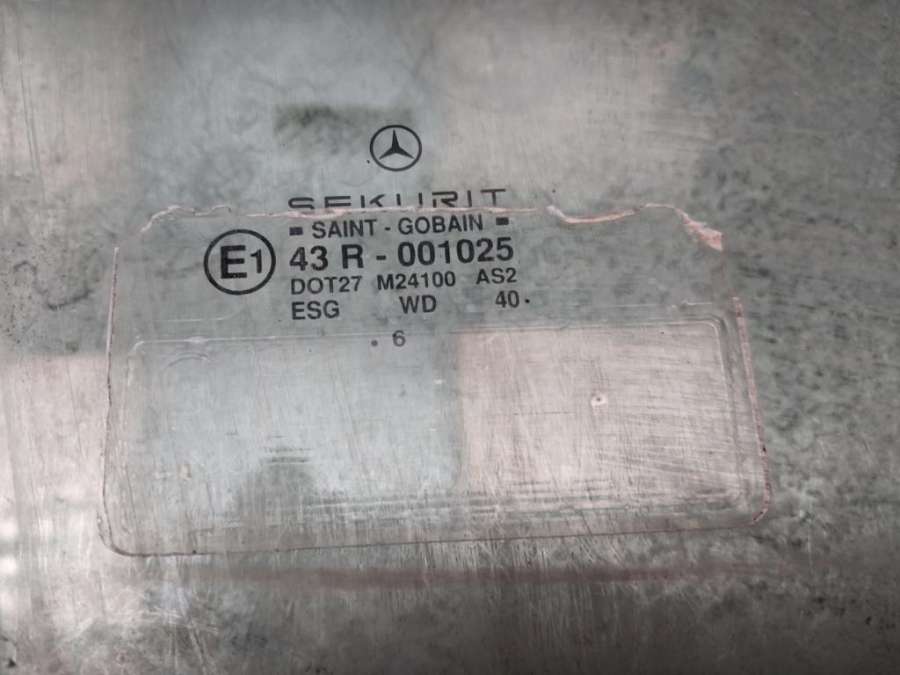 SEKURIT
SAINT - GOBAIN
E1 43 R - 001025
DOT27 M24100 AS2
ESG WD 40.
. 6